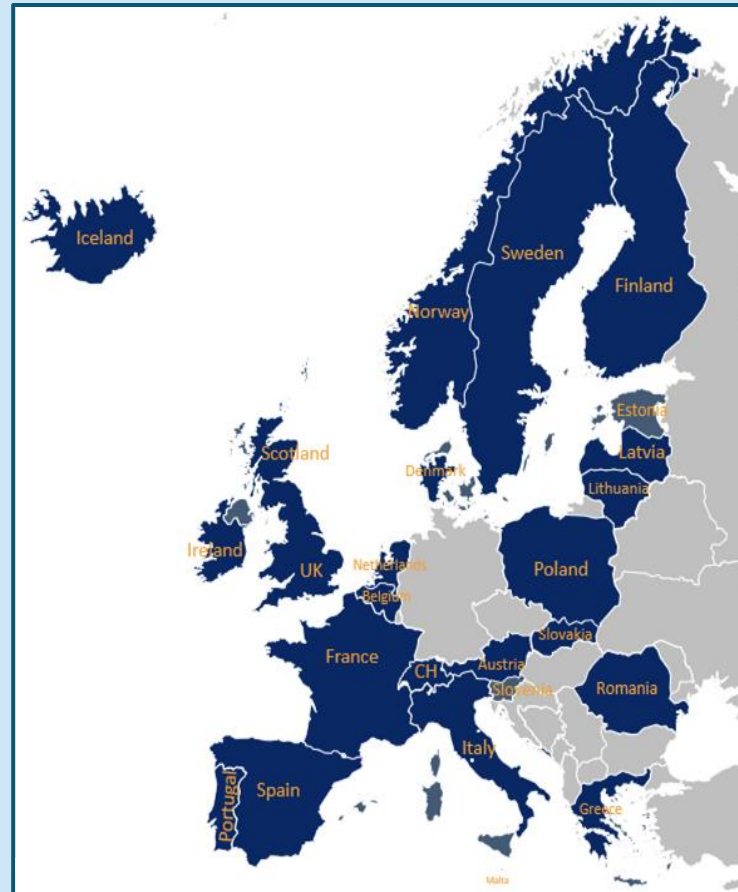 Iceland
Sweden
Finland
Norway
Estonia
Scotland
Latvia
Denmark
Lithuania
Ireland
UK
Netherlands
Poland
Belgium
Slovakia
France
CH
Austria
Slovenia
Romania
Italy
Portugal
Spain
Greece
Malta